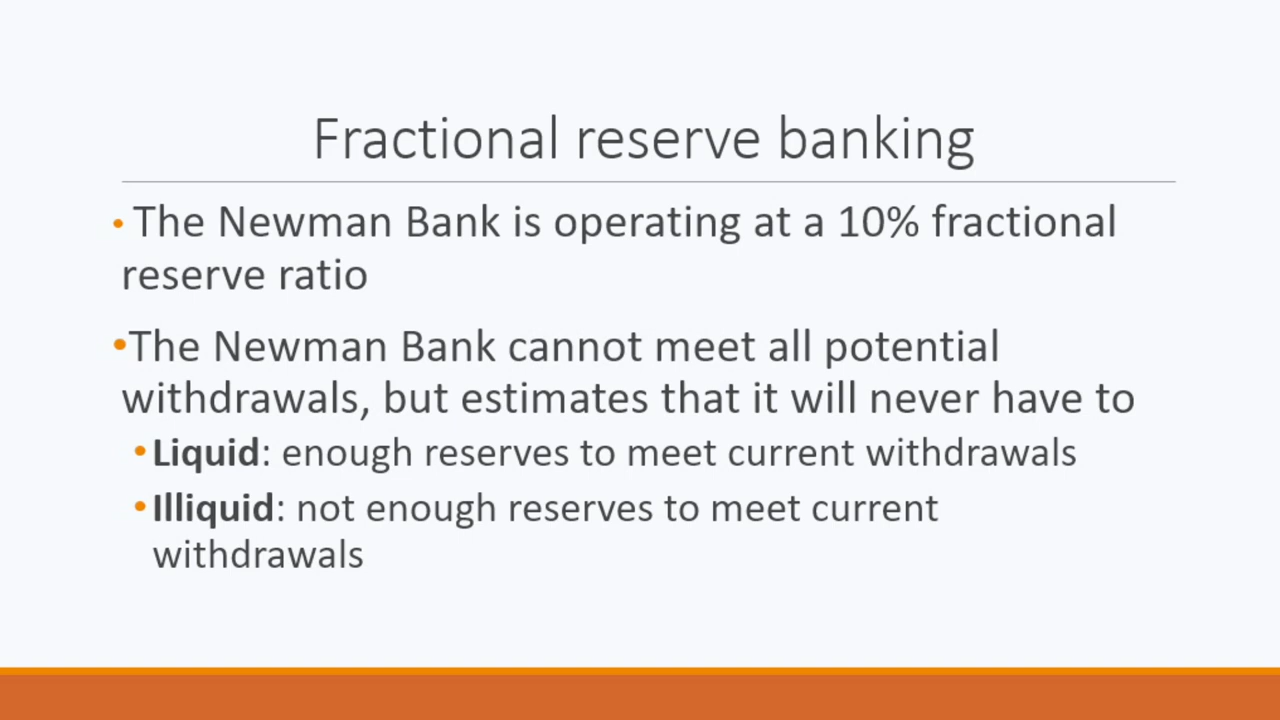 Fractional reserve banking
• The Newman Bank is operating at a 10% fractional
reserve ratio
•The Newman Bank cannot meet all potential
withdrawals, but estimates that it will never have to
•Liquid: enough reserves to meet current withdrawals
•Illiquid: not enough reserves to meet current
withdrawals